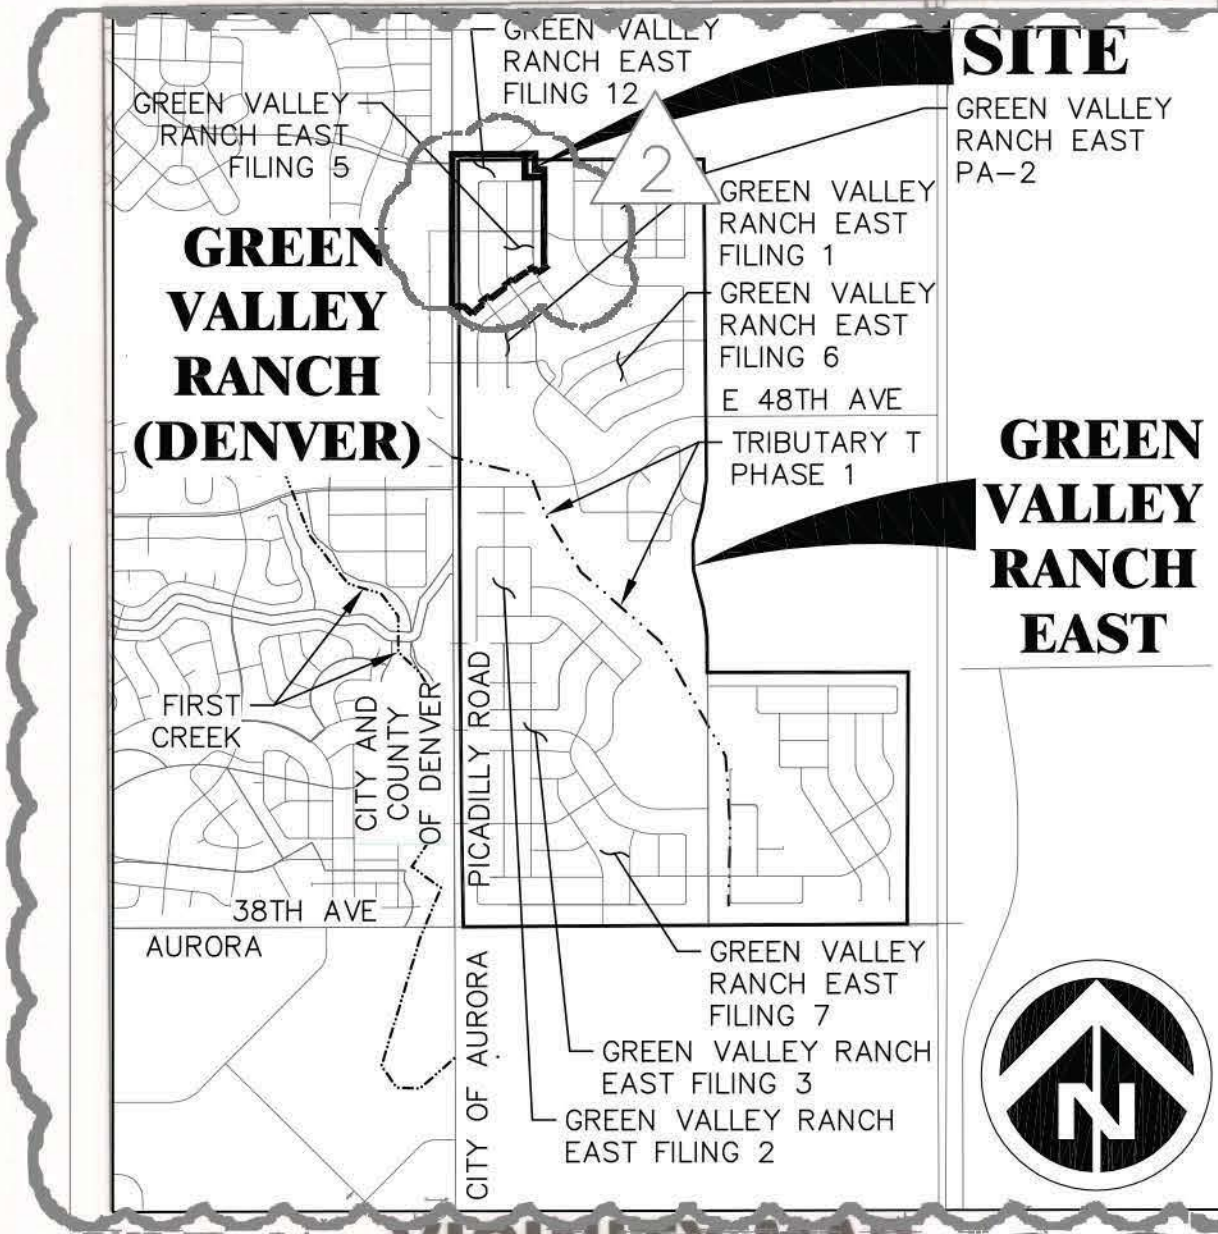 GREEN VALLEY
RANCH EAST
FILING 12
SITE
GREEN VALLEY
RANCH EAST
FILING 5
GREEN VALLEY
RANCH EAST
PA-2
2
GREEN VALLEY
RANCH EAST
FILING 1
GREEN
VALLEY
RANCH
(DENVER)
GREEN VALLEY
RANCH EAST
FILING 6
E 48TH AVE
TRIBUTARY T
PHASE 1
GREEN
VALLEY
RANCH
EAST
FIRST
CREEK
CITY AND
COUNTY
OF DENVER
PICADILLY ROAD
38TH AVE
AURORA
CITY OF AURORA
GREEN VALLEY
RANCH EAST
FILING 7
GREEN VALLEY RANCH
EAST FILING 3
GREEN VALLEY RANCH
EAST FILING 2
N